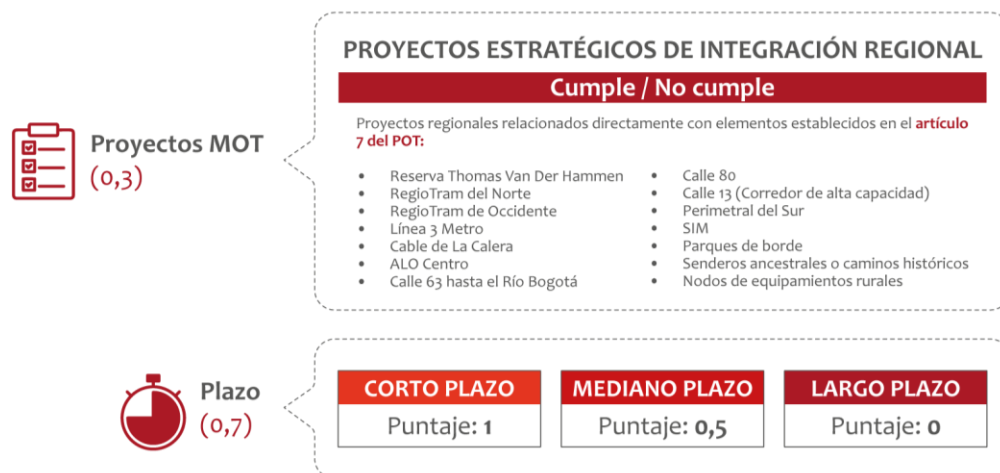 PROYECTOS ESTRATÉGICOS DE INTEGRACIÓN REGIONAL
Cumple / No cumple
Proyectos MOT
(0,3)
Proyectos regionales relacionados directamente con elementos establecidos en el artículo
7 del POT:
• Reserva Thomas Van Der Hammen
• RegioTram del Norte
• RegioTram de Occidente
• Línea 3 Metro
• Cable de La Calera
• ALO Centro
• Calle 63 hasta el Río Bogotá
• Calle 80
• Calle 13 (Corredor de alta capacidad)
• Perimetral del Sur
• SIM
• Parques de borde
• Senderos ancestrales o caminos históricos
• Nodos de equipamientos rurales
Plazo
(0,7)
CORTO PLAZO
Puntaje: 1
MEDIANO PLAZO
Puntaje: 0,5
LARGO PLAZO
Puntaje: 0